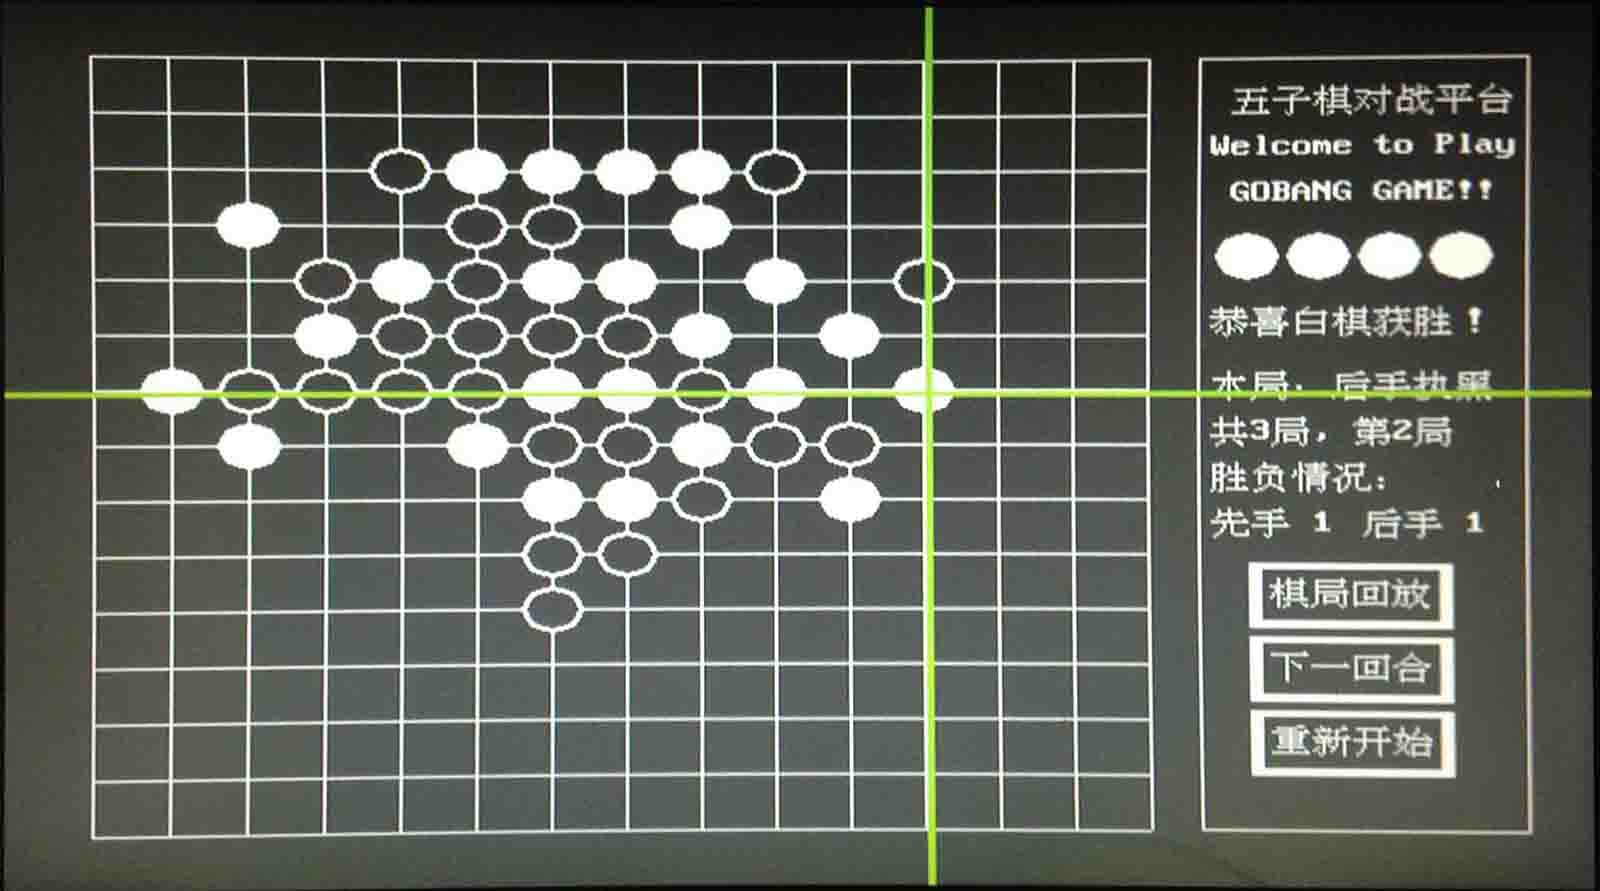 五子棋对战平台
Welcome to Play
GOBANG GAME!!
恭喜白棋获胜！
本局：后手执黑
共3局，第2局
胜负情况：
先手 1 后手 1
棋局回放
下一回合
重新开始